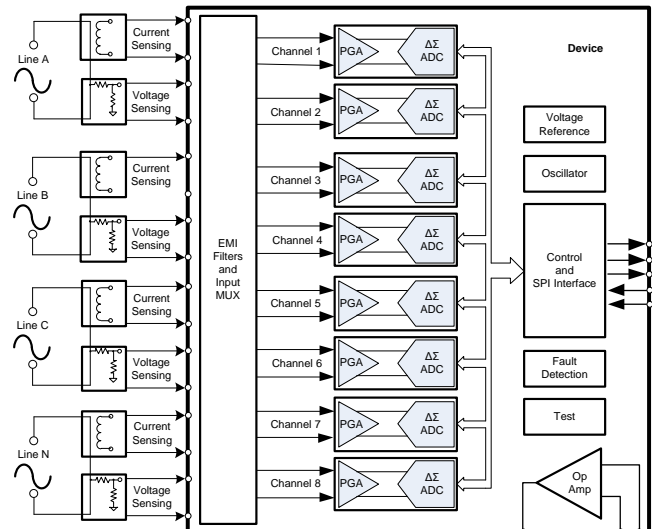 Line A
Current
Sensing
Voltage
Sensing
Line B
Current
Sensing
Voltage
Sensing
Line C
Current
Sensing
Voltage
Sensing
Line N
Current
Sensing
Voltage
Sensing
EMI
Filters
and
Input
MUX
Channel 1
PGA
ΔΣ
ADC
Channel 2
PGA
ΔΣ
ADC
Channel 3
PGA
ΔΣ
ADC
Channel 4
PGA
ΔΣ
ADC
Channel 5
PGA
ΔΣ
ADC
Channel 6
PGA
ΔΣ
ADC
Channel 7
PGA
ΔΣ
ADC
Channel 8
PGA
ΔΣ
ADC
Device
Voltage
Reference
Oscillator
Control
and
SPI Interface
Fault
Detection
Test
Op
Amp